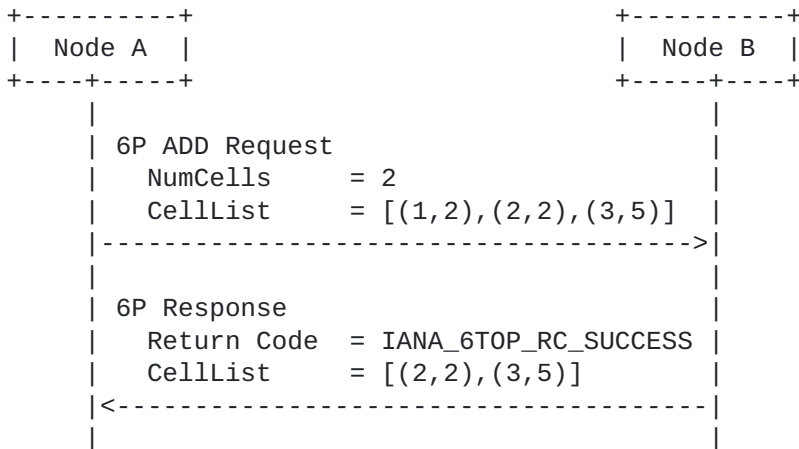 +----------+                           +----------+
|  Node A  |                           |  Node B  |
+----+-----+                           +-----+----+
     |                                       |
     | 6P ADD Request                        |
     |   NumCells     = 2                    |
     |   CellList     = [(1,2),(2,2),(3,5)]  |
     |-------------------------------------->|
     |                                       |
     | 6P Response                           |
     |   Return Code  = IANA_6TOP_RC_SUCCESS |
     |   CellList     = [(2,2),(3,5)]        |
     |<--------------------------------------|
     |                                       |